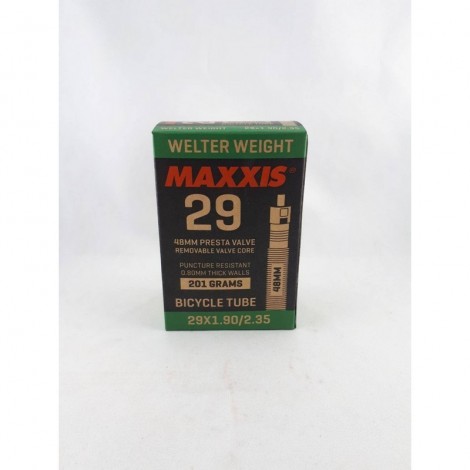 WELTER WEIGHT
MAXXIS®
29
48MM PRESTA VALVE
REMOVABLE VALVE CORE
PUNCTURE RESISTANT
0.80MM THICK WALLS
201 GRAMS
48MM
BICYCLE TUBE
29X1.90/2.35